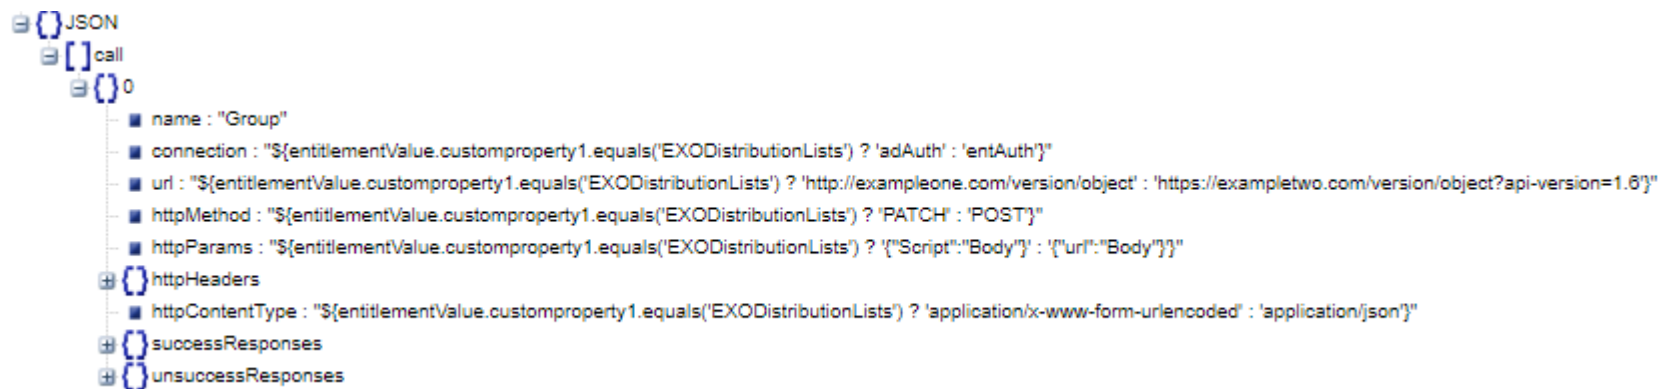 JSON
call
0
name : "Group"
connection : "${entitlementValue.customproperty1.equals('EXODistributionLists') ? 'adAuth' : 'entAuth'}"
url : "${entitlementValue.customproperty1.equals('EXODistributionLists') ? 'http://exampleone.com/version/object' : 'https://exampletwo.com/version/object?api-version=1.6'}"
httpMethod : "${entitlementValue.customproperty1.equals('EXODistributionLists') ? 'PATCH' : 'POST'}"
httpParams : "${entitlementValue.customproperty1.equals('EXODistributionLists') ? '{"Script":"Body"}' : '{"url":"Body"}'}"
httpHeaders
httpContentType : "${entitlementValue.customproperty1.equals('EXODistributionLists') ? 'application/x-www-form-urlencoded' : 'application/json'}"
successResponses
unsuccessResponses